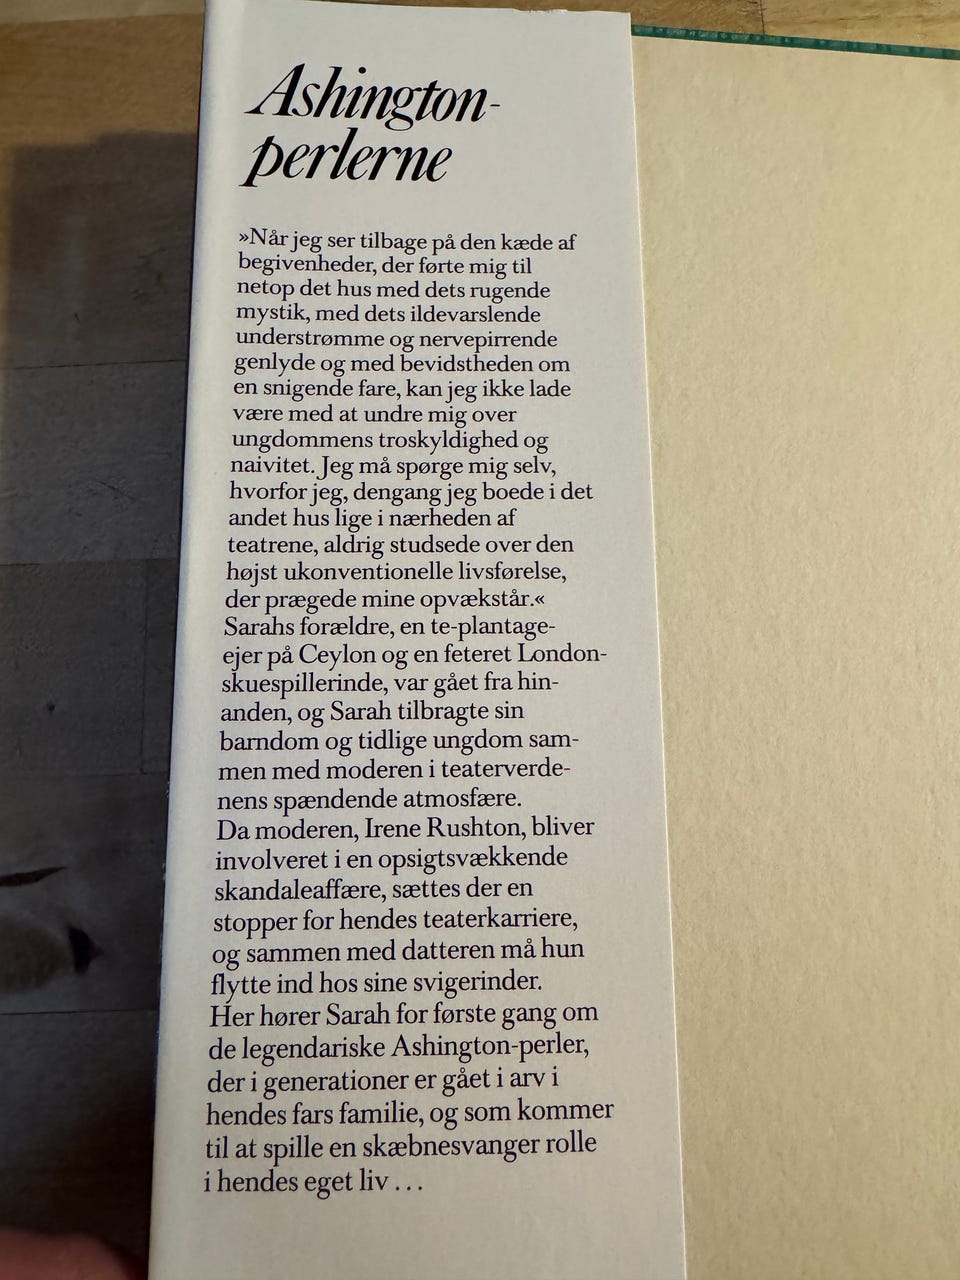 Ashington-
perlerne
»Når jeg ser tilbage på den kæde af
begivenheder, der førte mig til
netop det hus med dets rugende
mystik, med dets ildevarslende
understrømme og nervepirrende
genlyde og med bevidstheden om
en snigende fare, kan jeg ikke lade
være med at undre mig over
ungdommens troskyldighed og
naivitet. Jeg må spørge mig selv,
hvorfor jeg, dengang jeg boede i det
andet hus lige i nærheden af
teatrene, aldrig studsede over den
højst ukonventionelle livsførelse,
der prægede mine opvækstår.«
Sarahs forældre, en te-plantage-
ejer på Ceylon og en feteret London-
skuespillerinde, var gået fra hin-
anden, og Sarah tilbragte sin
barndom og tidlige ungdom sam-
men med moderen i teaterverde-
nens spændende atmosfære.
Da moderen, Irene Rushton, bliver
involveret i en opsigtsvækkende
skandaleaffære, sættes der en
stopper for hendes teaterkarriere,
og sammen med datteren må hun
flytte ind hos sine svigerinder.
Her hører Sarah for første gang om
de legendariske Ashington-perler,
der i generationer er gået i arv i
hendes fars familie, og som kommer
til at spille en skæbnesvanger rolle
i hendes eget liv . . .